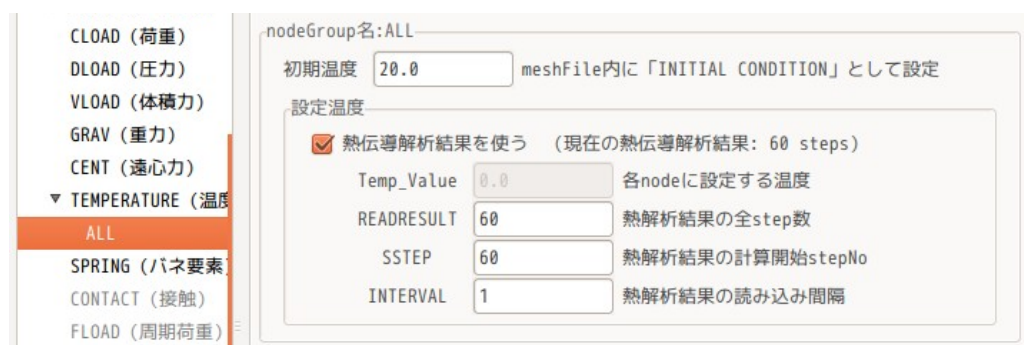 CLOAD (荷重)
DLOAD (圧力)
VLOAD (体積力)
GRAV (重力)
CENT (遠心力)
▼ TEMPERATURE (温度
ALL
SPRING (バネ要素)
CONTACT (接触)
FLOAD (周期荷重)
nodeGroup名:ALL
初期温度 20.0 meshFile内に「INITIAL CONDITION」として設定
設定温度
熱伝導解析結果を使う (現在の熱伝導解析結果: 60 steps)
Temp_Value 0.0 各nodeに設定する温度
READRESULT 60 熱解析結果の全step数
SSTEP 60 熱解析結果の計算開始stepNo
INTERVAL 1 熱解析結果の読み込み間隔